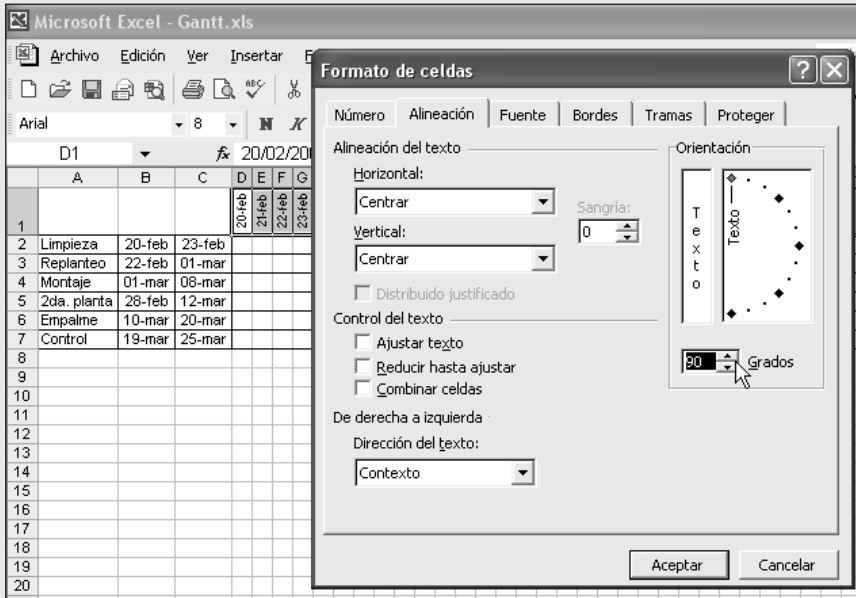 Microsoft Excel - Gantt.xls
Archivo Edición Ver Insertar F
ABC
Arial 8 N K
D1 fx 20/02/20
A B C D E F G
1 20-feb 21-feb 22-feb 23-feb
2 Limpieza 20-feb 23-feb
3 Replanteo 22-feb 01-mar
4 Montaje 01-mar 08-mar
5 2da. planta 28-feb 12-mar
6 Empalme 10-mar 20-mar
7 Control 19-mar 25-mar
8
9
10
11
12
13
14
15
16
17
18
19
20
Formato de celdas
Número Alineación Fuente Bordes Tramas Proteger
Alineación del texto
Horizontal:
Centrar
Sangría:
0
Vertical:
Centrar
Distribuido justificado
Control del texto
Ajustar texto
Reducir hasta ajustar
Combinar celdas
De derecha a izquierda
Dirección del texto:
Contexto
Orientación
Texto
Texto
90 Grados
Aceptar Cancelar